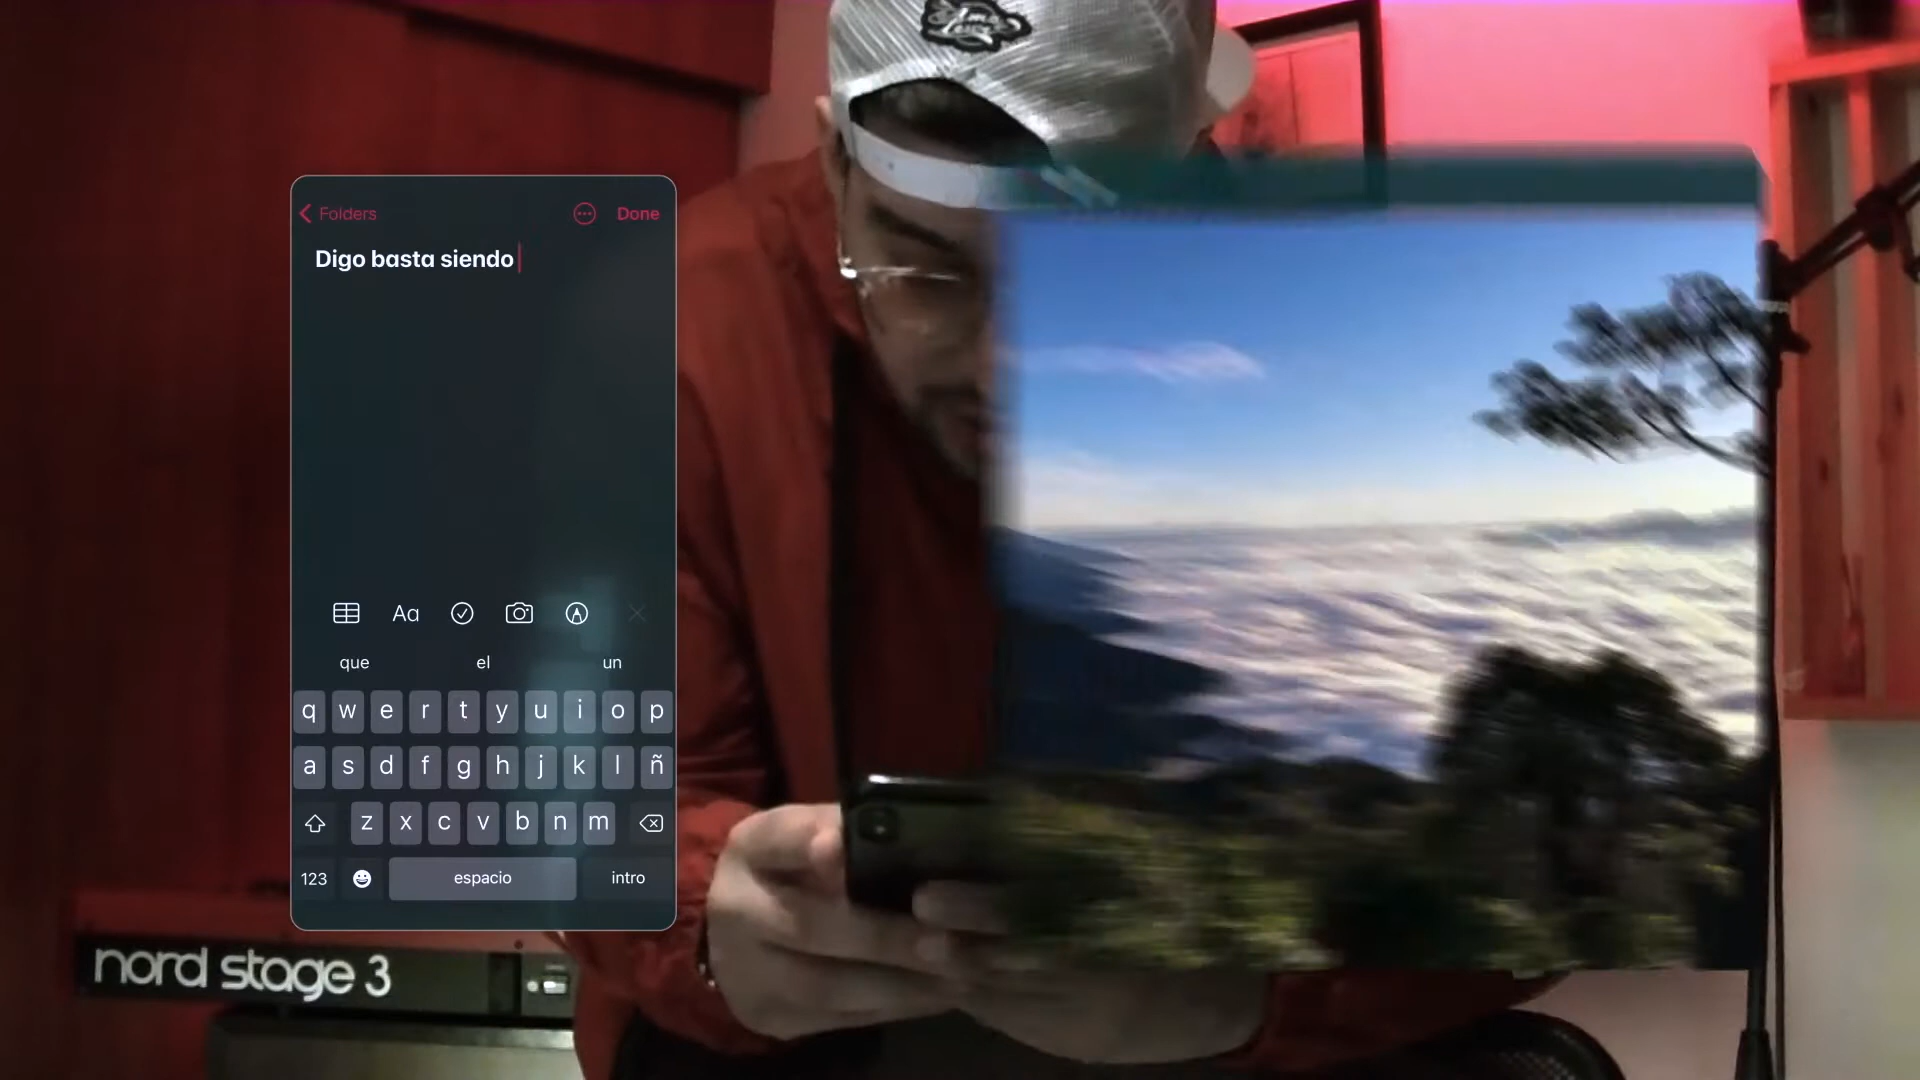 Folders
Done
Digo basta siendo
Aa
que el un
q w e r t y u i o p
a s d f g h j k l ñ
z x c v b n m
123 espacio intro
nord stage 3